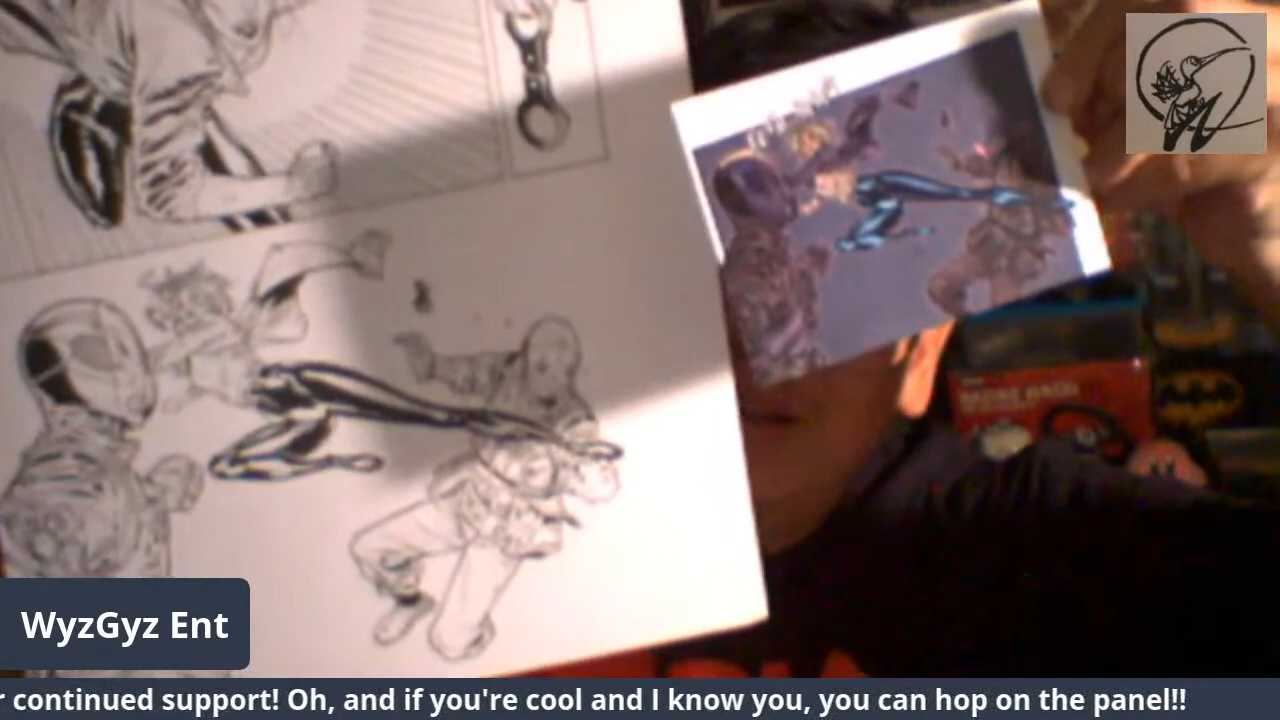 WyzGyz Ent
r continued support! Oh, and if you're cool and I know you, you can hop on the panel!!